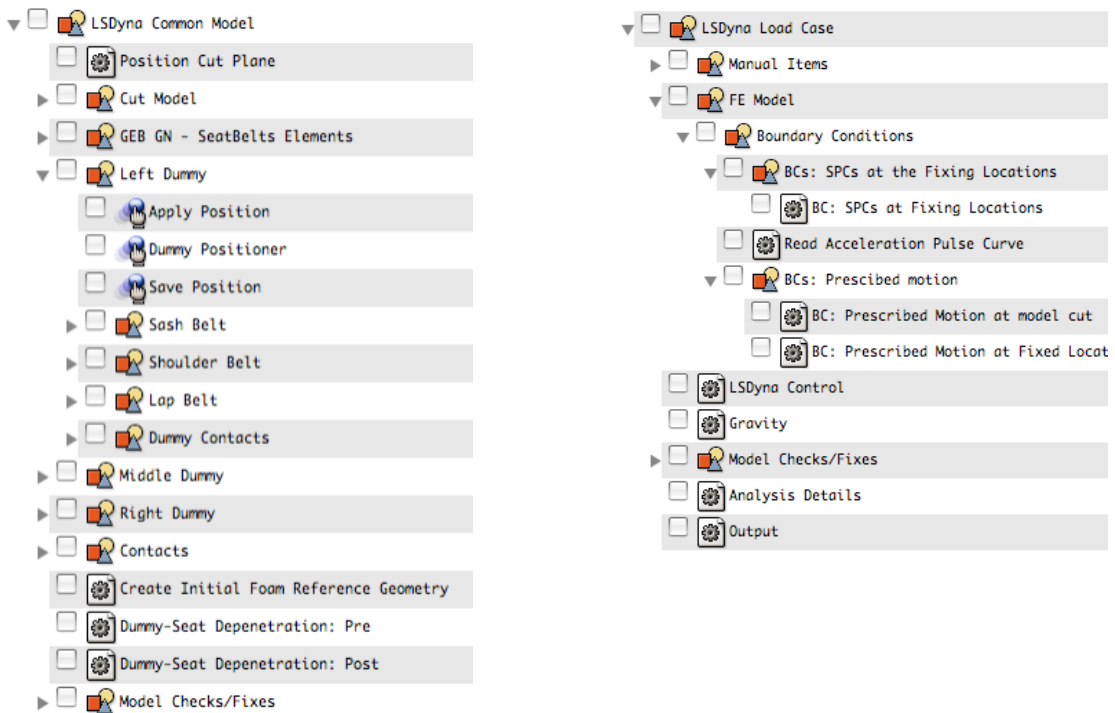 LSDyna Common Model
Position Cut Plane
Cut Model
GEB GN - SeatBelts Elements
Left Dummy
Apply Position
Dummy Positioner
Save Position
Sash Belt
Shoulder Belt
Lap Belt
Dummy Contacts
Middle Dummy
Right Dummy
Contacts
Create Initial Foam Reference Geometry
Dummy-Seat Depenetration: Pre
Dummy-Seat Depenetration: Post
Model Checks/Fixes
LSDyna Load Case
Manual Items
FE Model
Boundary Conditions
BCs: SPCs at the Fixing Locations
BC: SPCs at Fixing Locations
Read Acceleration Pulse Curve
BCs: Prescibed motion
BC: Prescribed Motion at model cut
BC: Prescribed Motion at Fixed Locat
LSDyna Control
Gravity
Model Checks/Fixes
Analysis Details
Output